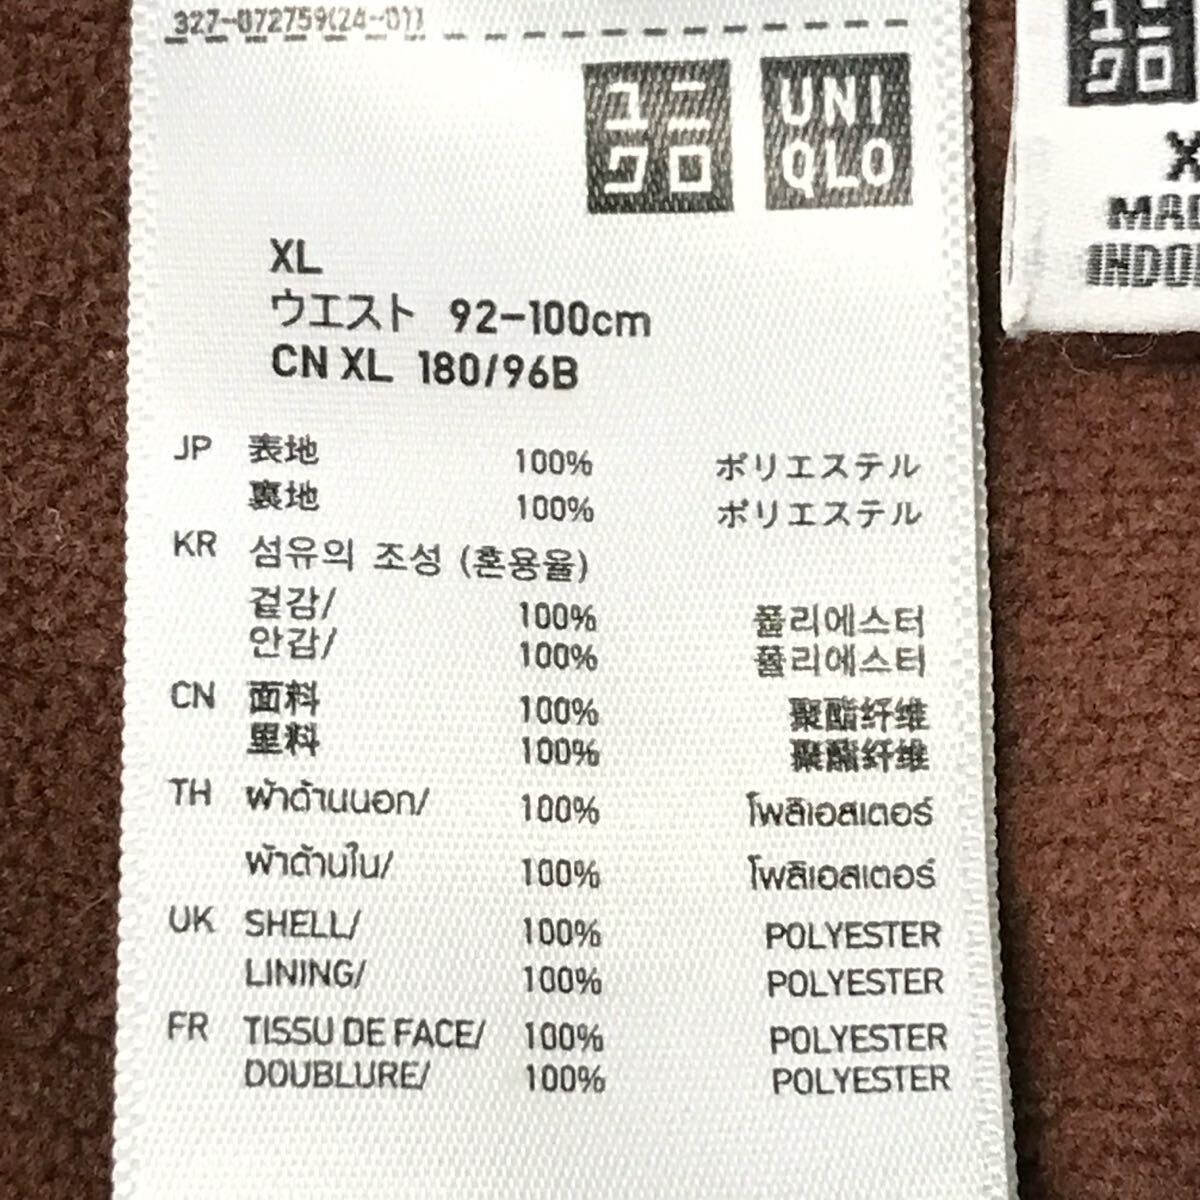 327-072759(24-01)
ユニ
クロ
UNI
QLO
XL
ウエスト 92-100cm
CN XL 180/96B
JP 表地 100% ポリエステル
裏地 100% ポリエステル
KR 섬유의 조성 (혼용율)
겉감/ 100% 폴리에스터
안감/ 100% 폴리에스터
CN 面料 100% 聚酯纤维
里料 100% 聚酯纤维
TH ผ้าด้านนอก/ 100% โพลิเอสเตอร์
ผ้าด้านใน/ 100% โพลิเอสเตอร์
UK SHELL/ 100% POLYESTER
LINING/ 100% POLYESTER
FR TISSU DE FACE/ 100% POLYESTER
DOUBLURE/ 100% POLYESTER
ユニ
クロ
X
MAD
INDO